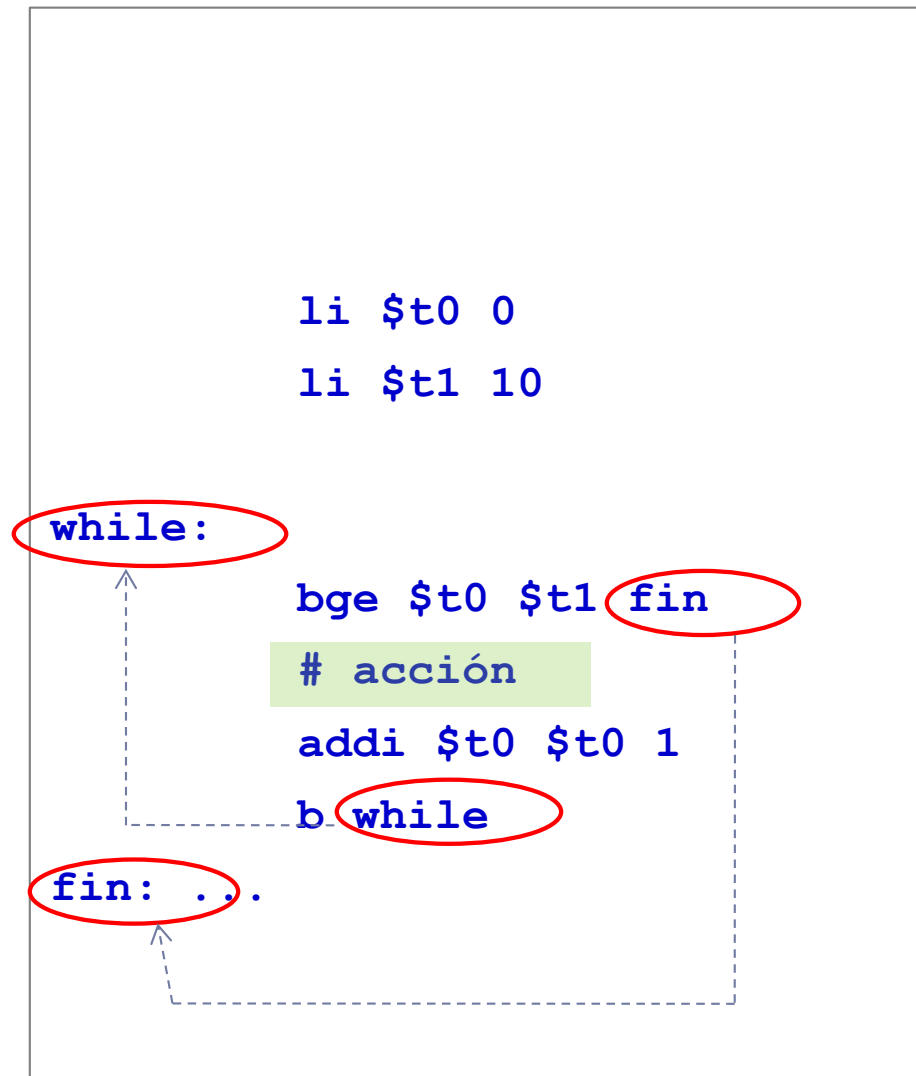 li $t0 0
li $t1 10
while:
bge $t0 $t1 fin
# acción
addi $t0 $t0 1
b while
fin: ...